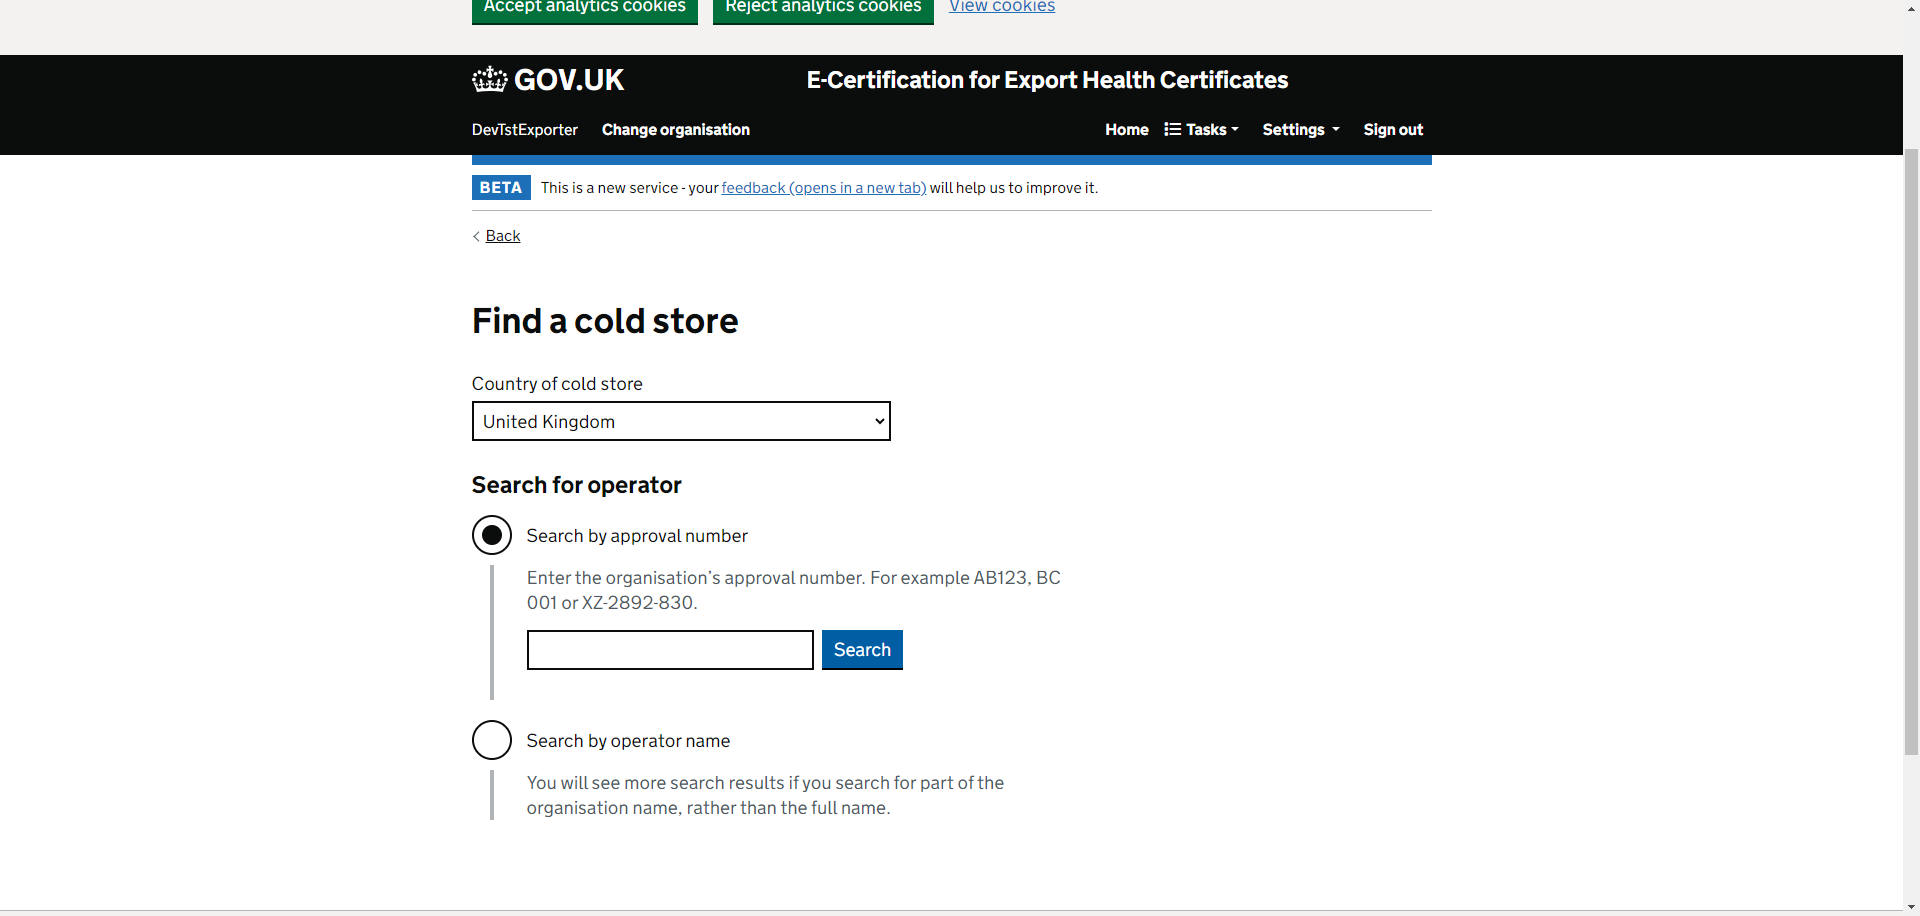 Accept analytics cookies Reject analytics cookies View cookies
GOV.UK E-Certification for Export Health Certificates
DevTstExporter Change organisation Home Tasks Settings Sign out
BETA This is a new service - your feedback (opens in a new tab) will help us to improve it.
Back
Find a cold store
Country of cold store
United Kingdom
Search for operator
Search by approval number
Enter the organisation’s approval number. For example AB123, BC
001 or XZ-2892-830.
Search
Search by operator name
You will see more search results if you search for part of the
organisation name, rather than the full name.